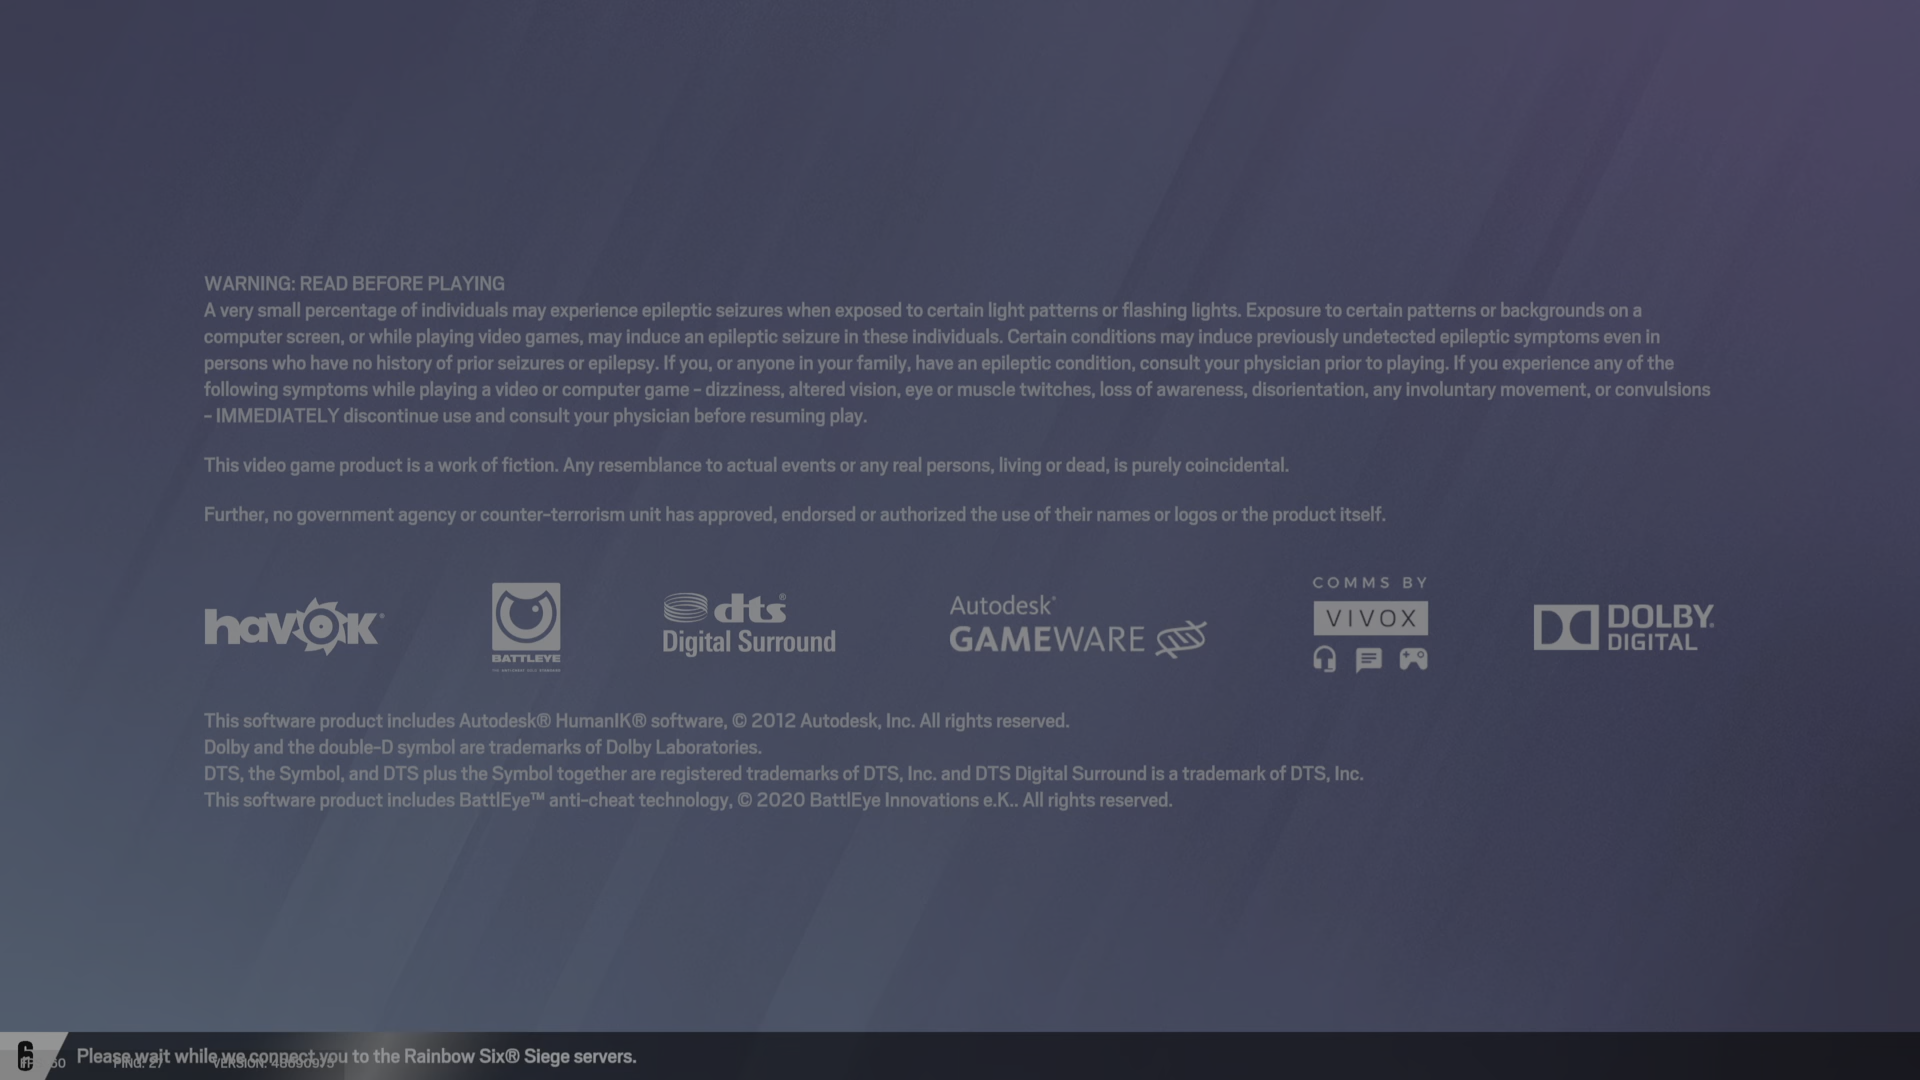 WARNING: READ BEFORE PLAYING
A very small percentage of individuals may experience epileptic seizures when exposed to certain light patterns or flashing lights. Exposure to certain patterns or backgrounds on a
computer screen, or while playing video games, may induce an epileptic seizure in these individuals. Certain conditions may induce previously undetected epileptic symptoms even in
persons who have no history of prior seizures or epilepsy. If you, or anyone in your family, have an epileptic condition, consult your physician prior to playing. If you experience any of the
following symptoms while playing a video or computer game - dizziness, altered vision, eye or muscle twitches, loss of awareness, disorientation, any involuntary movement, or convulsions
- IMMEDIATELY discontinue use and consult your physician before resuming play.
This video game product is a work of fiction. Any resemblance to actual events or any real persons, living or dead, is purely coincidental.
Further, no government agency or counter-terrorism unit has approved, endorsed or authorized the use of their names or logos or the product itself.
havok
BATTLEYE
dts®
Digital Surround
Autodesk®
GAMEWARE
COMMS BY
VIVOX
DOLBY®
DIGITAL
This software product includes Autodesk® HumanIK® software, © 2012 Autodesk, Inc. All rights reserved.
Dolby and the double-D symbol are trademarks of Dolby Laboratories.
DTS, the Symbol, and DTS plus the Symbol together are registered trademarks of DTS, Inc. and DTS Digital Surround is a trademark of DTS, Inc.
This software product includes BattlEye™ anti-cheat technology, © 2020 BattlEye Innovations e.K.. All rights reserved.
6
Please wait while we connect you to the Rainbow Six® Siege servers.
PING: 27
VERSION: